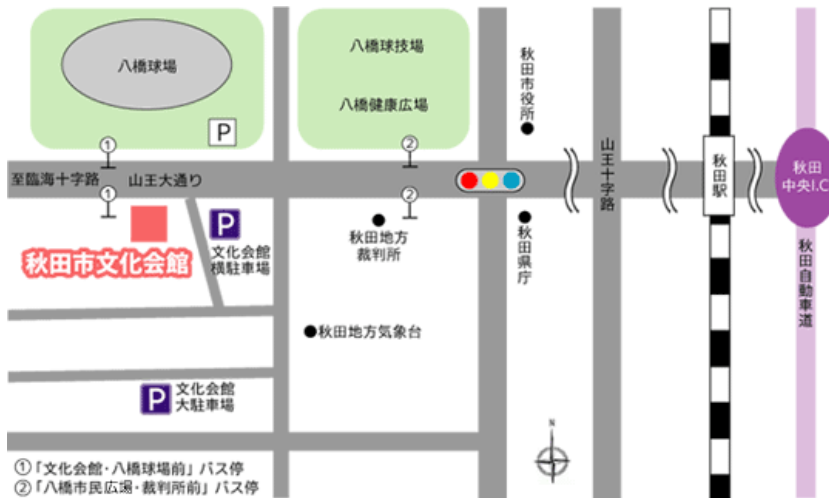 八橋球場
P
八橋球技場
八橋健康広場
秋田市役所
①
②
至臨海十字路
山王大通り
①
②
山王十字路
秋田駅
秋田
中央I.C
秋田市文化会館
P
文化会館
横駐車場
秋田地方
裁判所
秋田県庁
秋田自動車道
秋田地方気象台
P
文化会館
大駐車場
N
①「文化会館・八橋球場前」バス停
②「八橋市民広場・裁判所前」バス停